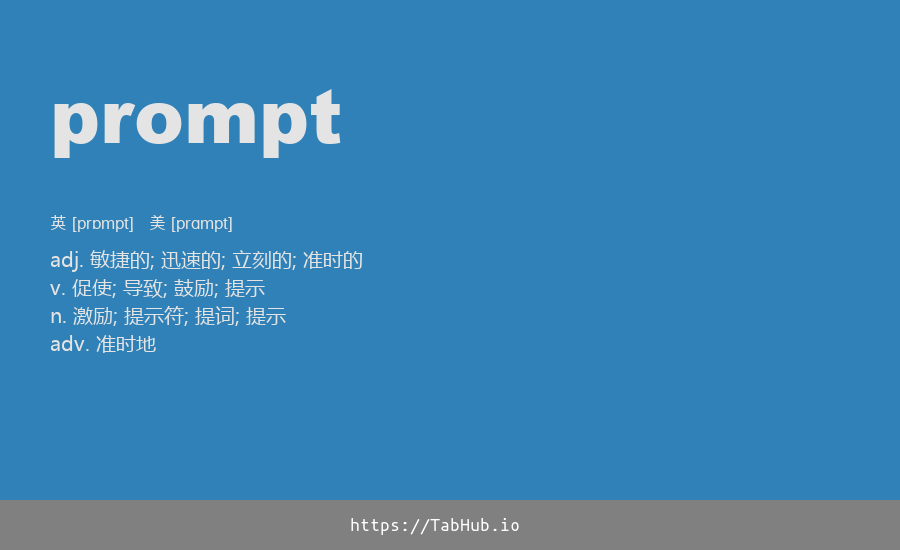 prompt
英 [prɒmpt] 美 [prɑmpt]
adj. 敏捷的; 迅速的; 立刻的; 准时的
v. 促使; 导致; 鼓励; 提示
n. 激励; 提示符; 提词; 提示
adv. 准时地
https://TabHub.io